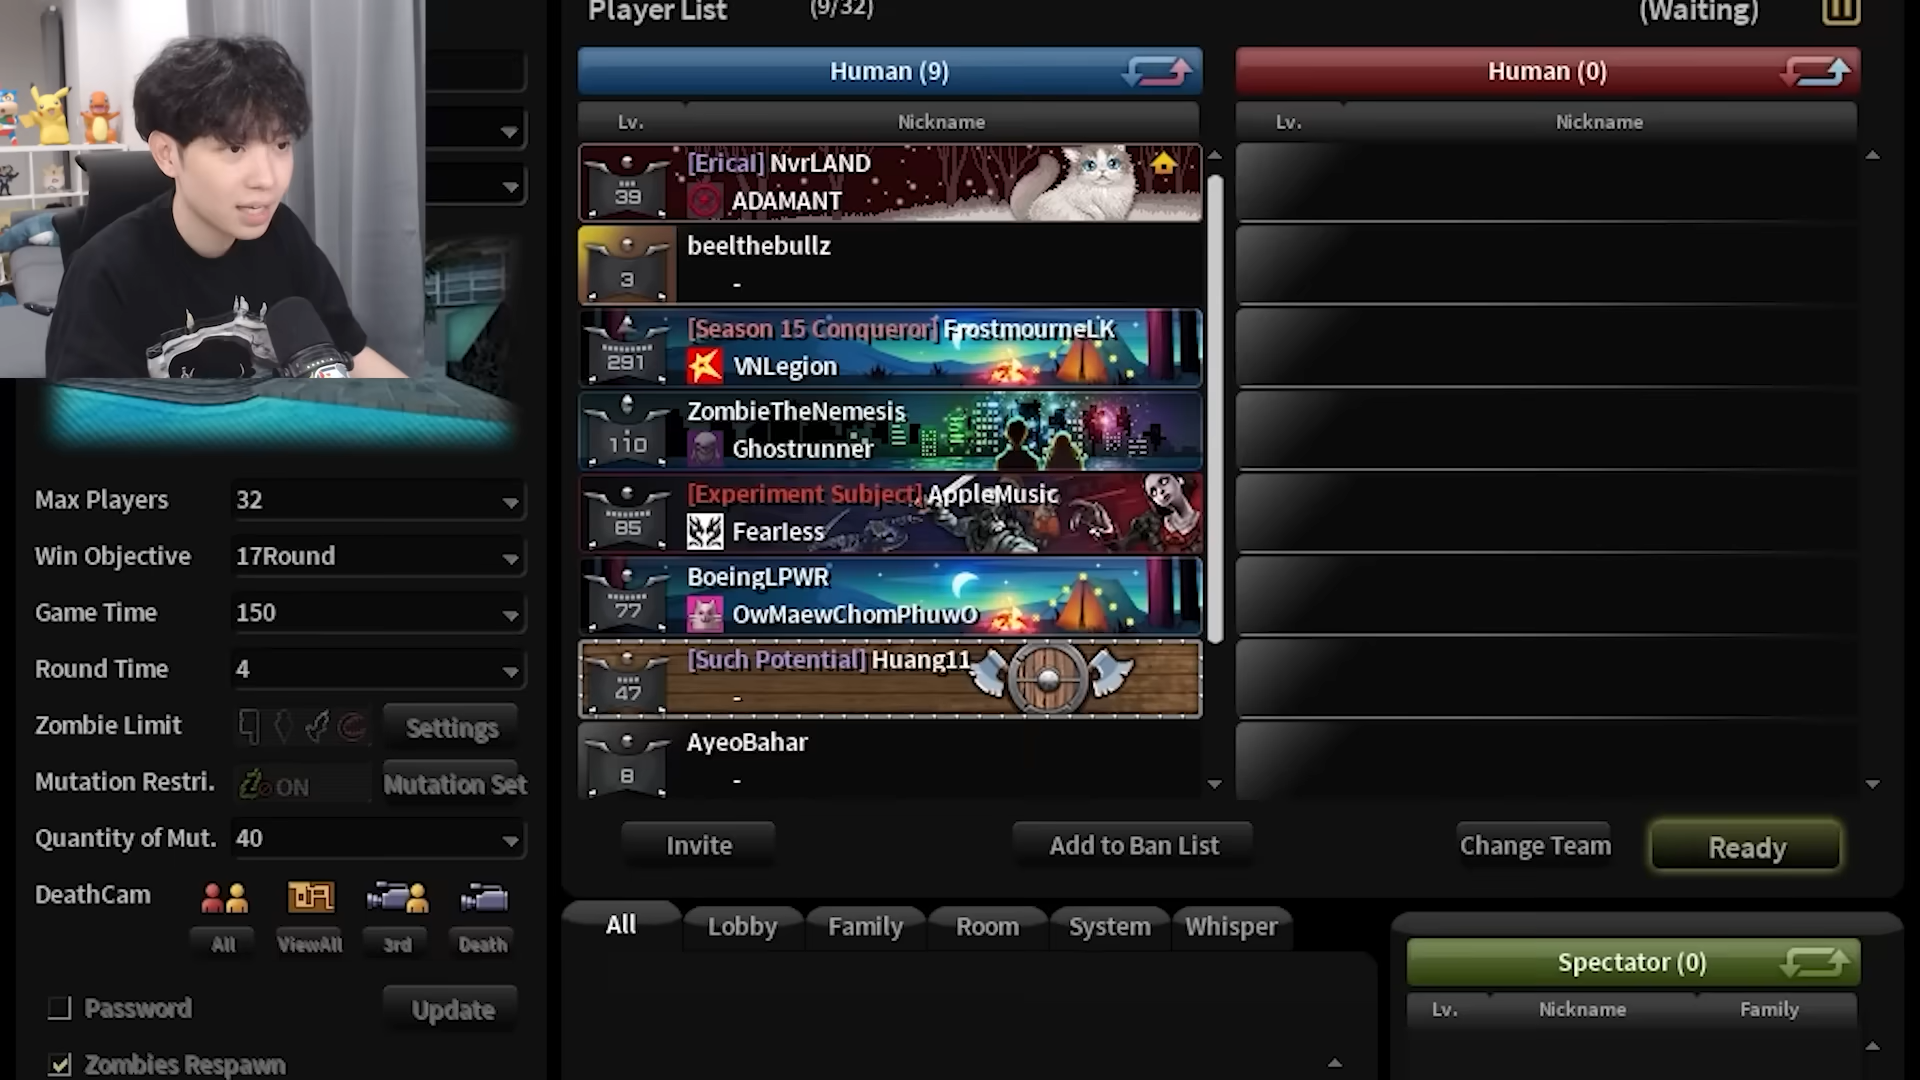 Player List
(9/32)
(Waiting)
Human (9)
Human (0)
Lv.
Nickname
Lv.
Nickname
39
[Erical] NvrLAND
ADAMANT
3
beelthebullz
-
291
[Season 15 Conqueror] FrostmourneLK
VNLegion
110
ZombieTheNemesis
Ghostrunner
85
[Experiment Subject] AppleMusic
Fearless
77
BoeingLPWR
OwMaewChomPhuwO
47
[Such Potential] Huang11
-
8
AyeoBahar
-
Max Players
32
Win Objective
17Round
Game Time
150
Round Time
4
Zombie Limit
Settings
Mutation Restri.
ON
Mutation Set
Quantity of Mut.
40
DeathCam
All
ViewAll
3rd
Death
Password
Update
Zombies Respawn
Invite
Add to Ban List
Change Team
Ready
All
Lobby
Family
Room
System
Whisper
Spectator (0)
Lv.
Nickname
Family